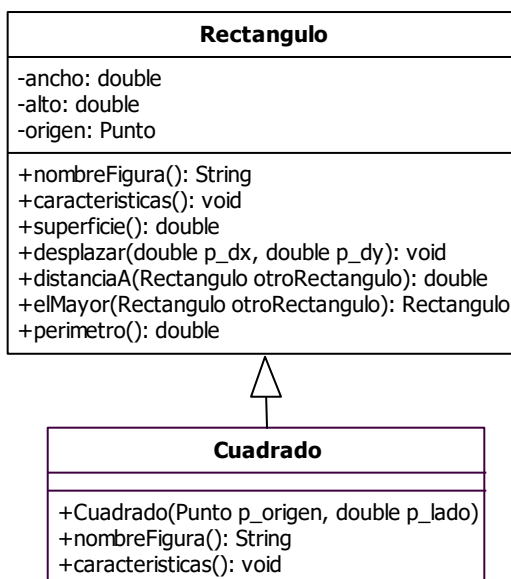 Rectangulo
-ancho: double
-alto: double
-origen: Punto
+nombreFigura(): String
+caracteristicas(): void
+superficie(): double
+desplazar(double p_dx, double p_dy): void
+distanciaA(Rectangulo otroRectangulo): double
+elMayor(Rectangulo otroRectangulo): Rectangulo
+perimetro(): double
Cuadrado
+Cuadrado(Punto p_origen, double p_lado)
+nombreFigura(): String
+caracteristicas(): void